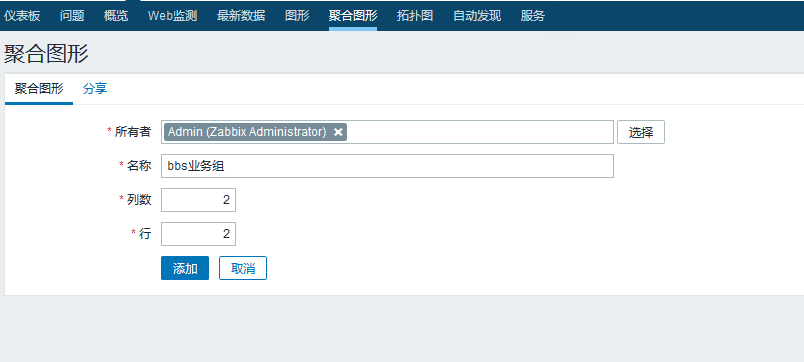 仪表板 问题 概览 Web监测 最新数据 图形 聚合图形 拓扑图 自动发现 服务
聚合图形
聚合图形 分享
* 所有者 Admin (Zabbix Administrator) ✖ 选择
* 名称 bbs业务组
* 列数 2
* 行 2
添加 取消